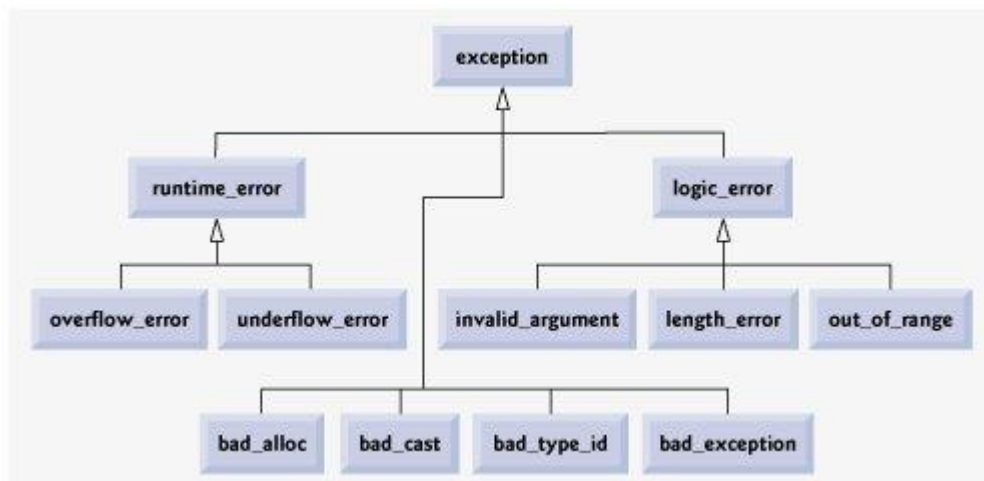 exception
runtime_error
logic_error
overflow_error
underflow_error
invalid_argument
length_error
out_of_range
bad_alloc
bad_cast
bad_type_id
bad_exception